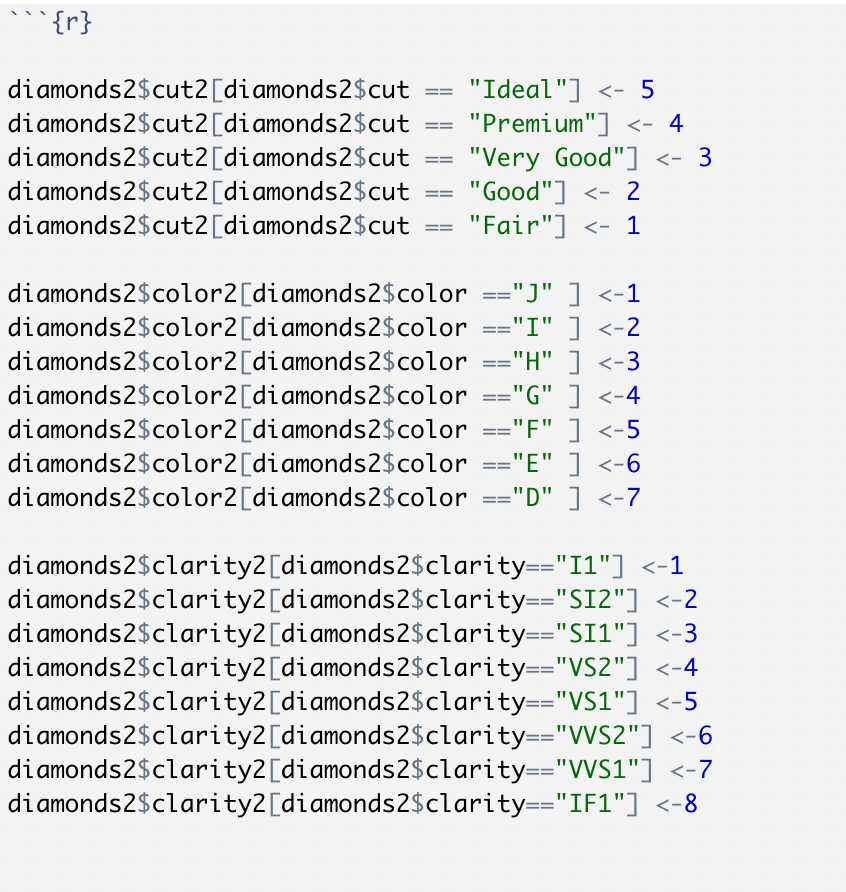 ```{r}
diamonds2$cut2[diamonds2$cut == "Ideal"] <- 5
diamonds2$cut2[diamonds2$cut == "Premium"] <- 4
diamonds2$cut2[diamonds2$cut == "Very Good"] <- 3
diamonds2$cut2[diamonds2$cut == "Good"] <- 2
diamonds2$cut2[diamonds2$cut == "Fair"] <- 1
diamonds2$color2[diamonds2$color =="J" ] <-1
diamonds2$color2[diamonds2$color =="I" ] <-2
diamonds2$color2[diamonds2$color =="H" ] <-3
diamonds2$color2[diamonds2$color =="G" ] <-4
diamonds2$color2[diamonds2$color =="F" ] <-5
diamonds2$color2[diamonds2$color =="E" ] <-6
diamonds2$color2[diamonds2$color =="D" ] <-7
diamonds2$clarity2[diamonds2$clarity=="I1"] <-1
diamonds2$clarity2[diamonds2$clarity=="SI2"] <-2
diamonds2$clarity2[diamonds2$clarity=="SI1"] <-3
diamonds2$clarity2[diamonds2$clarity=="VS2"] <-4
diamonds2$clarity2[diamonds2$clarity=="VS1"] <-5
diamonds2$clarity2[diamonds2$clarity=="VVS2"] <-6
diamonds2$clarity2[diamonds2$clarity=="VVS1"] <-7
diamonds2$clarity2[diamonds2$clarity=="IF1"] <-8